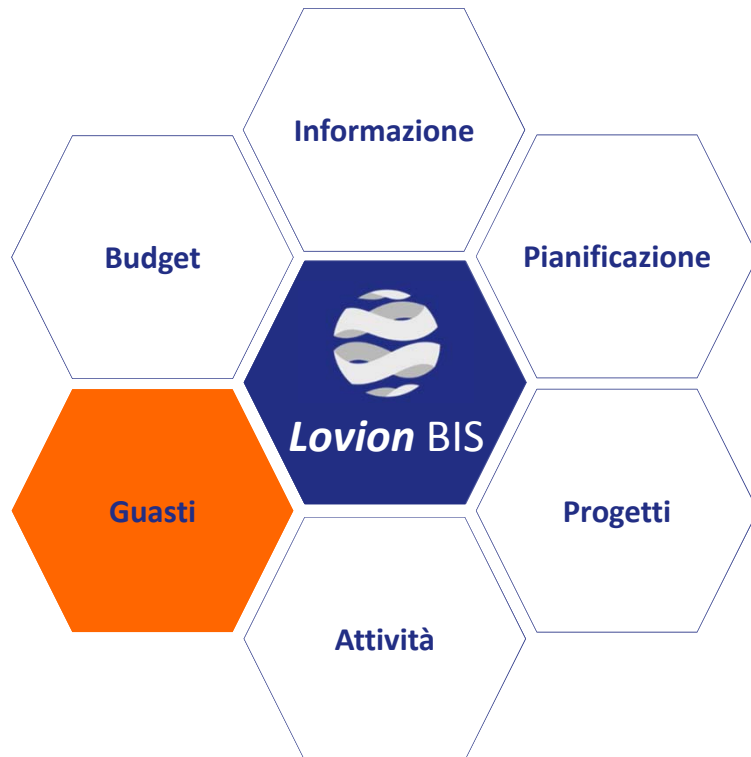 Informazione
Budget
Pianificazione
Lovion BIS
Guasti
Progetti
Attività